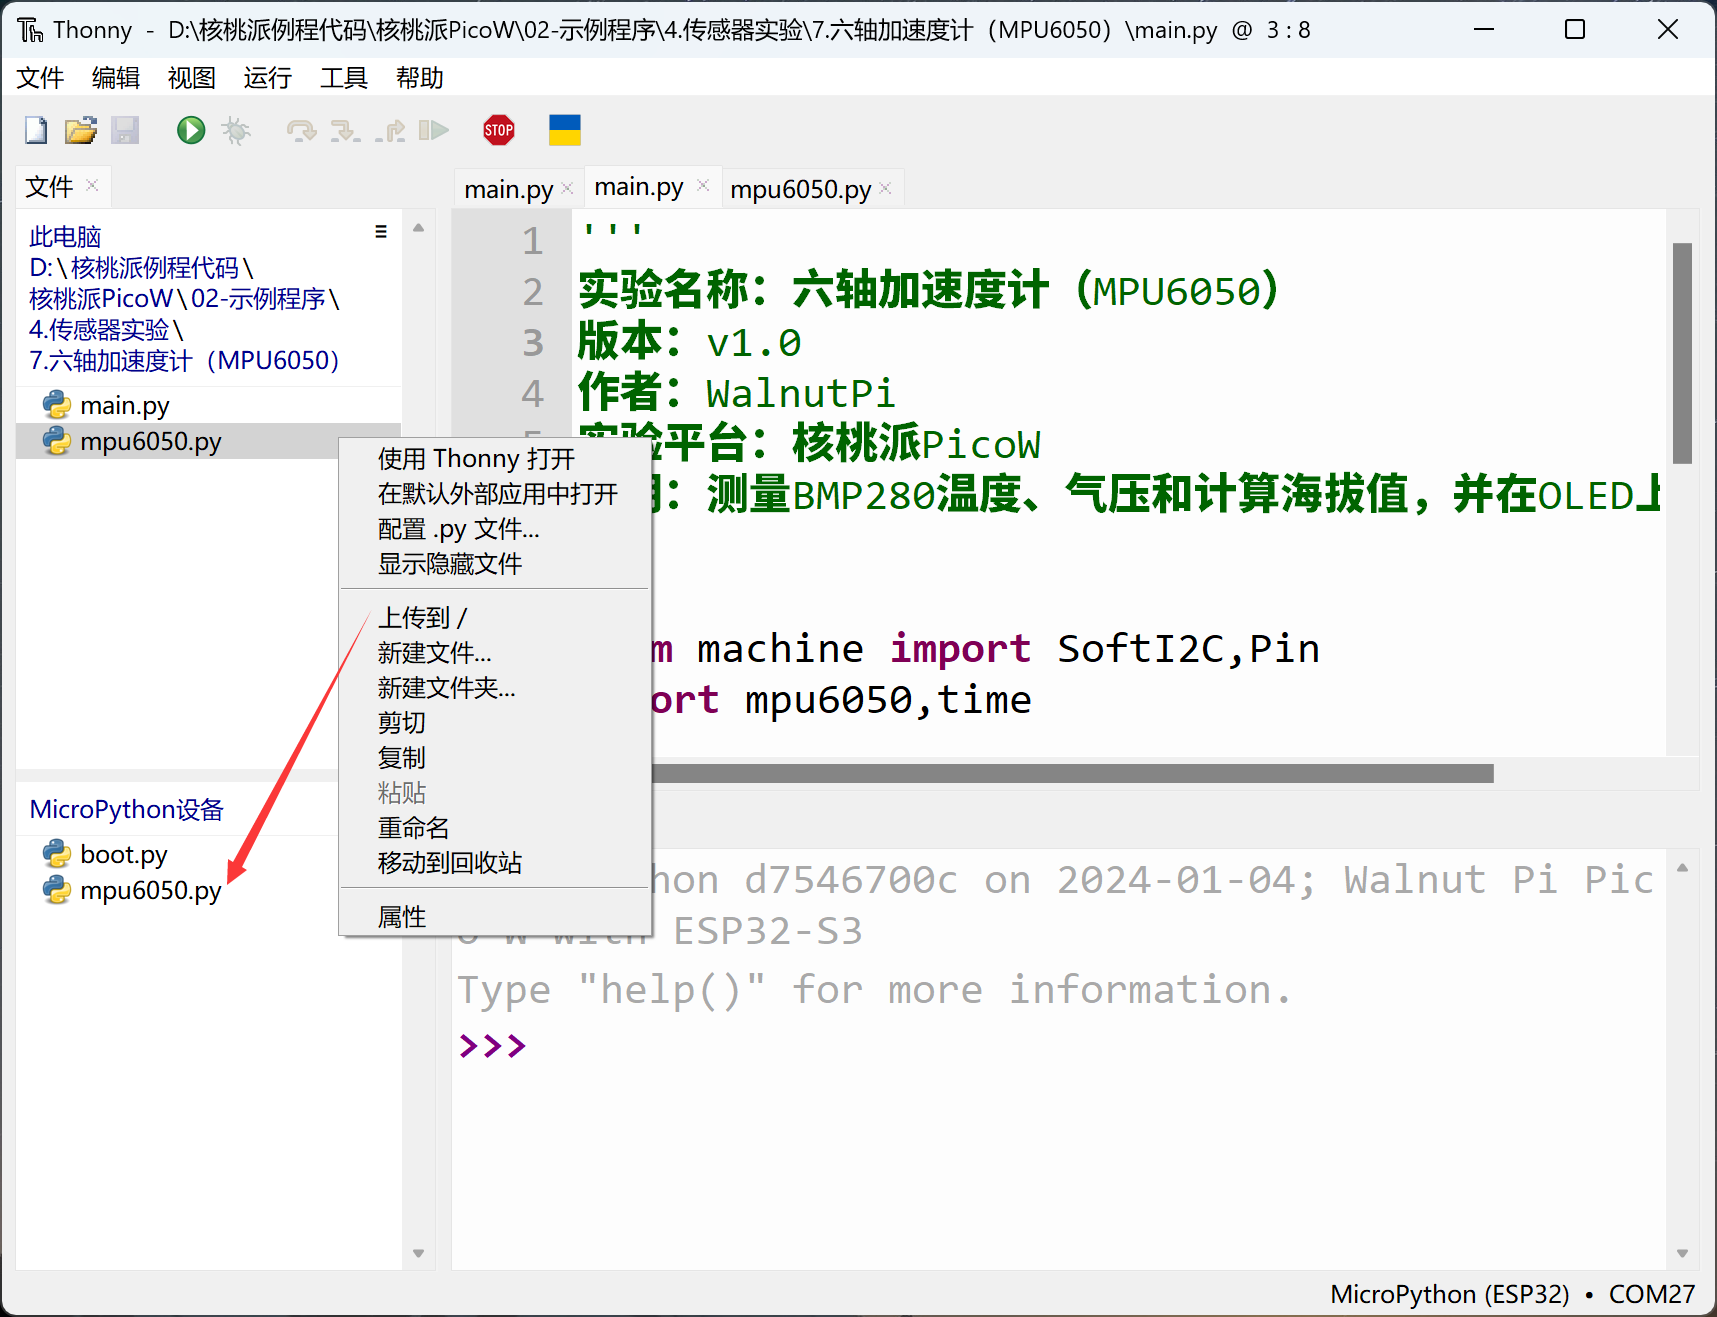 Thonny - D:\核桃派例程代码\核桃派PicoW\02-示例程序\4.传感器实验\7.六轴加速度计（MPU6050）\main.py @ 3 : 8
文件 编辑 视图 运行 工具 帮助
STOP
文件
main.py main.py mpu6050.py
此电脑
D:\核桃派例程代码\
核桃派PicoW\02-示例程序\
4.传感器实验\
7.六轴加速度计（MPU6050）
main.py
mpu6050.py
1 '''
2 实验名称：六轴加速度计（MPU6050）
3 版本：v1.0
4 作者：WalnutPi
验平台：核桃派PicoW
：测量BMP280温度、气压和计算海拔值，并在OLED上
m machine import SoftI2C,Pin
ort mpu6050,time
使用 Thonny 打开
在默认外部应用中打开
配置 .py 文件...
显示隐藏文件
上传到 /
新建文件...
新建文件夹...
剪切
复制
粘贴
重命名
移动到回收站
属性
MicroPython设备
boot.py
mpu6050.py
hon d7546700c on 2024-01-04; Walnut Pi Pic
o W with ESP32-S3
Type "help()" for more information.
>>>
MicroPython (ESP32) • COM27